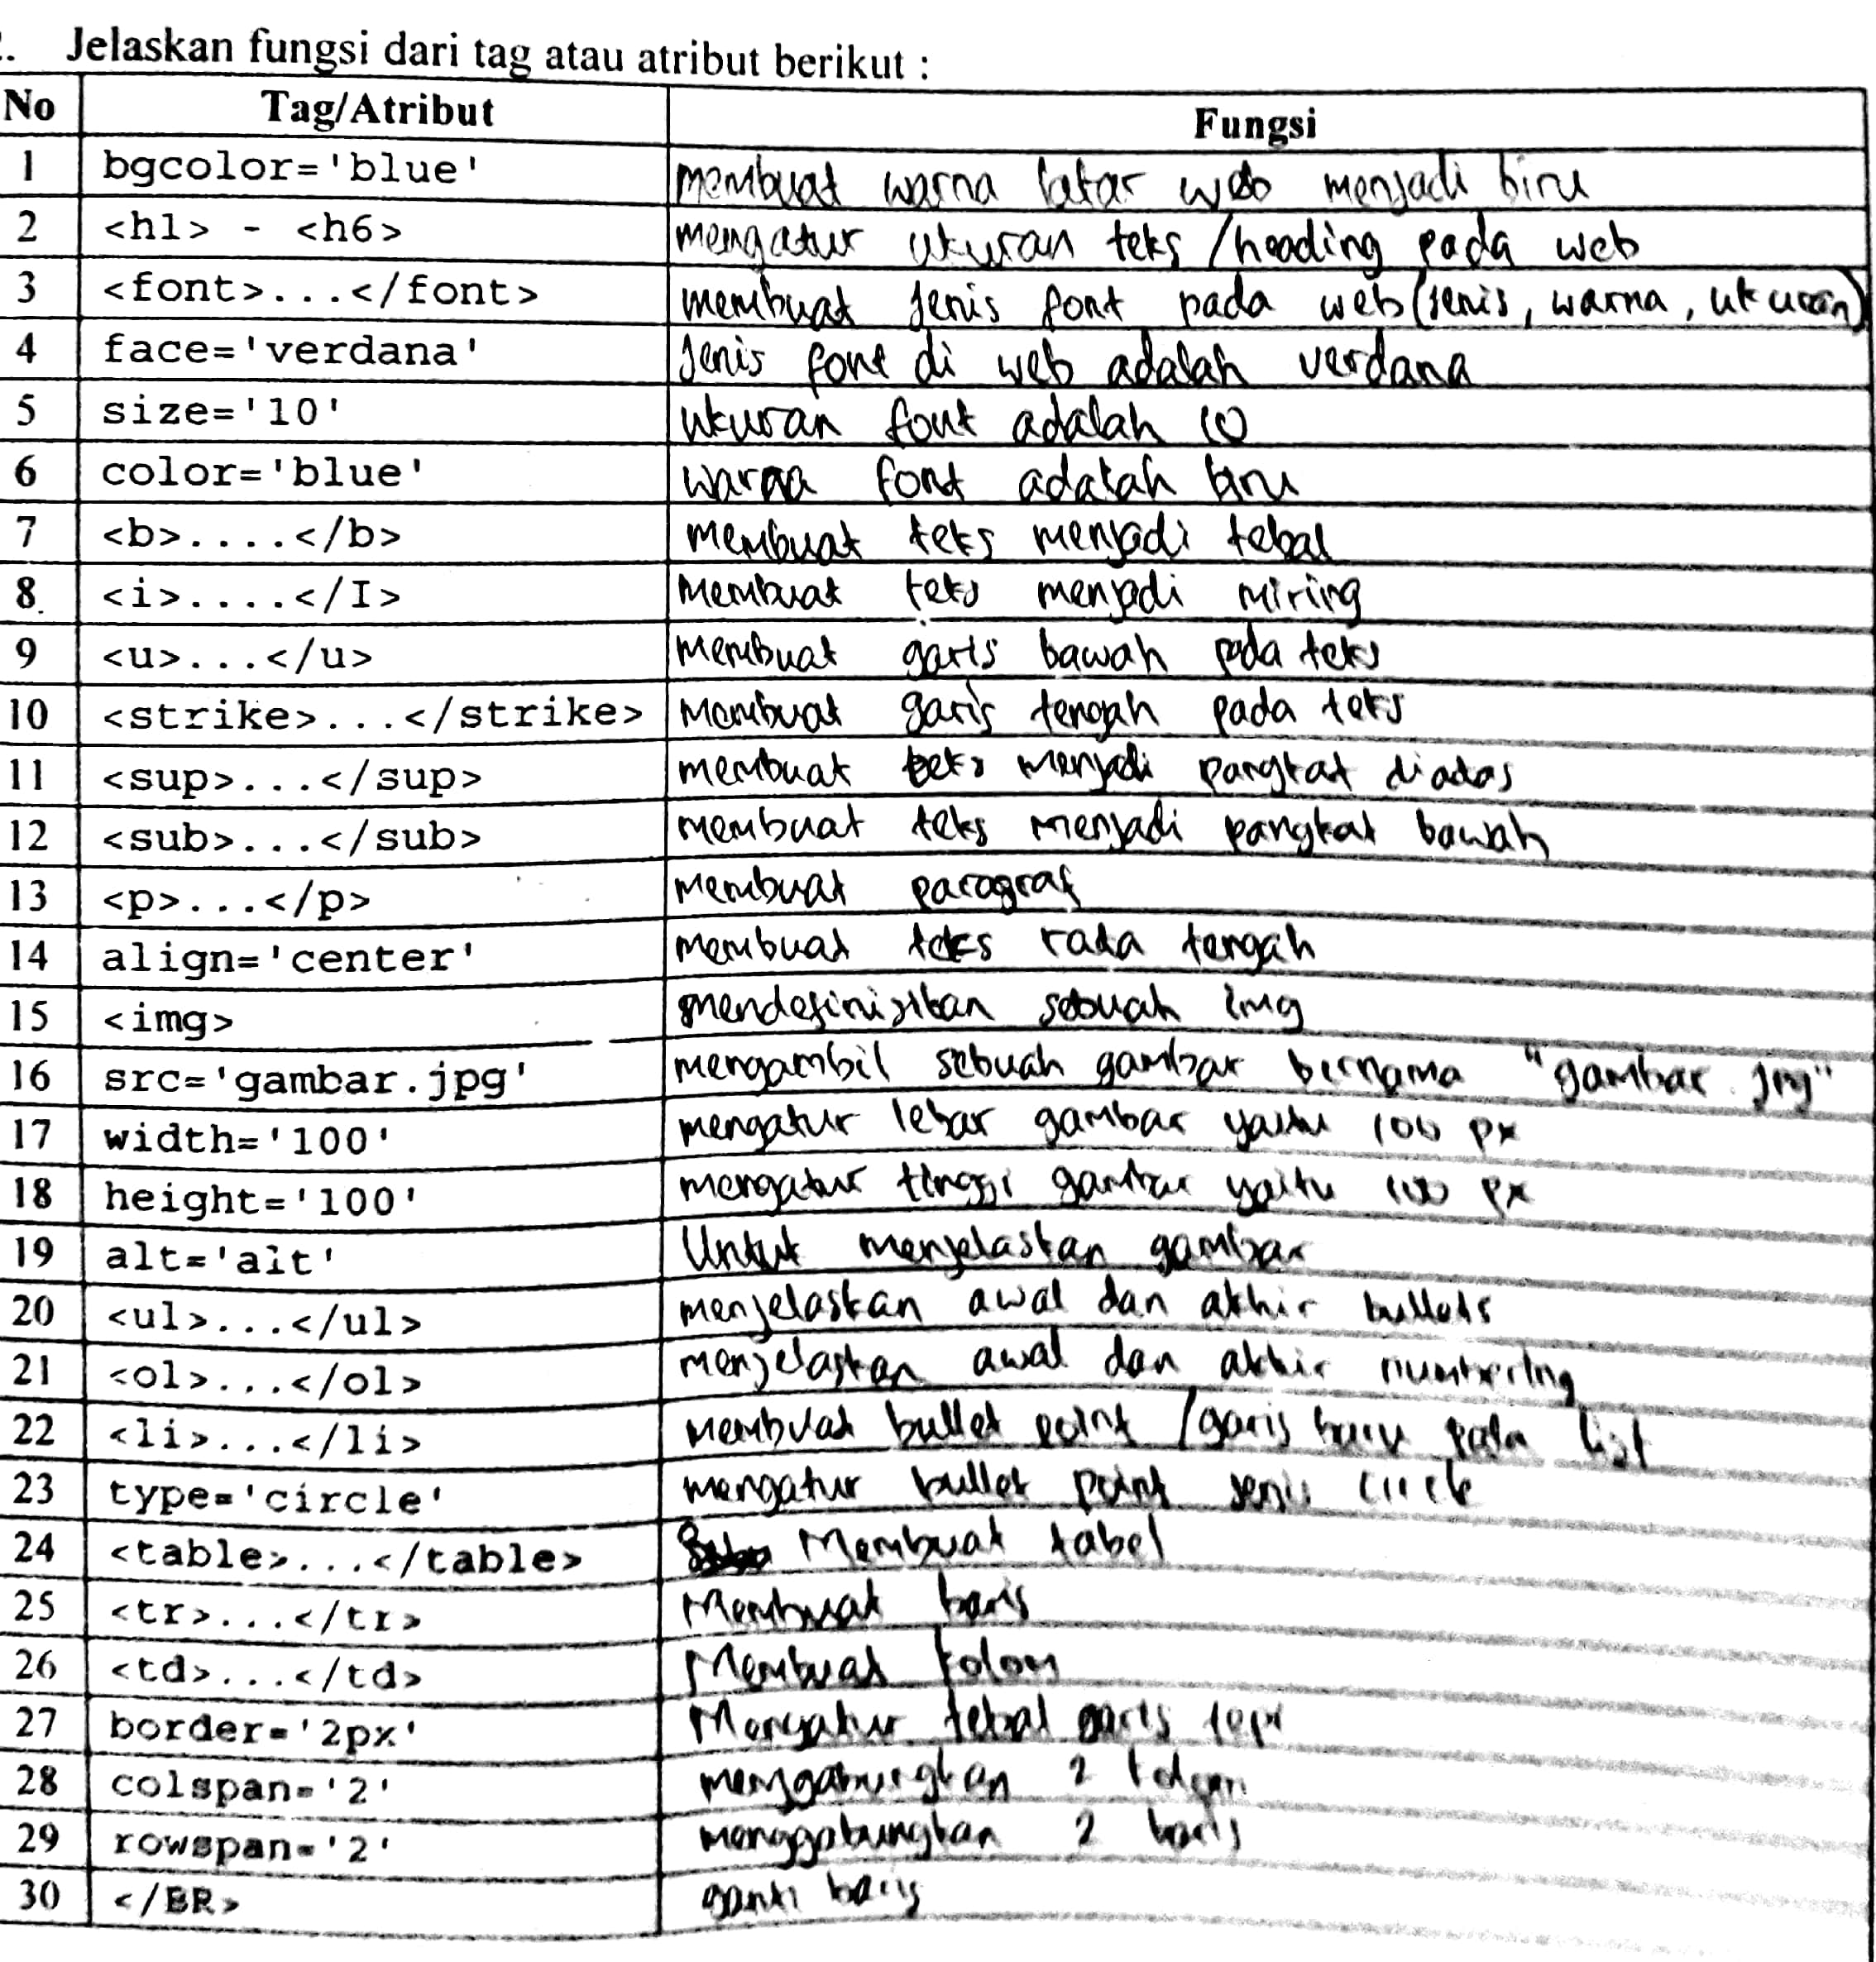 . Jelaskan fungsi dari tag atau atribut berikut :
No Tag/Atribut Fungsi
1 bgcolor='blue' membuat warna latar web menjadi biru
2 <h1> - <h6> mengatur ukuran teks /heading pada web
3 <font>...</font> membuat jenis font pada web (jenis, warna, ukuran)
4 face='verdana' Jenis font di web adalah verdana
5 size='10' ukuran font adalah 10
6 color='blue' warna font adalah biru
7 <b>....</b> membuat teks menjadi tebal
8. <i>....</I> Membuat teks menjadi miring
9 <u>...</u> Membuat garis bawah pada teks
10 <strike>...</strike> Membuat garis tengah pada teks
11 <sup>...</sup> membuat teks menjadi pangkat diatas
12 <sub>...</sub> membuat teks menjadi pangkat bawah
13 <p>...</p> membuat paragraf
14 align='center' membuat teks rata tengah
15 <img> mendefinisikan sebuah img
16 src='gambar.jpg' mengambil sebuah gambar bernama "gambar jpg"
17 width='100' mengatur lebar gambar yaitu 100 px
18 height='100' mengatur tinggi gambar yaitu 100 px
19 alt='alt' Untuk menjelaskan gambar
20 <ul>...</ul> menjelaskan awal dan akhir bullets
21 <ol>...</ol> menjelaskan awal dan akhir numbering
22 <li>...</li> membuat bullet point /garis baru pada list
23 type='circle' mengatur bullet point jenis circle
24 <table>...</table> Membuat tabel
25 <tr>...</tr> Membuat baris
26 <td>...</td> Membuat kolom
27 border='2px' Mengatur tebal garis
28 colspan='2' menggabungkan 2 kolom
29 rowspan='2' menggabungkan 2 baris
30 </BR> ganti baris